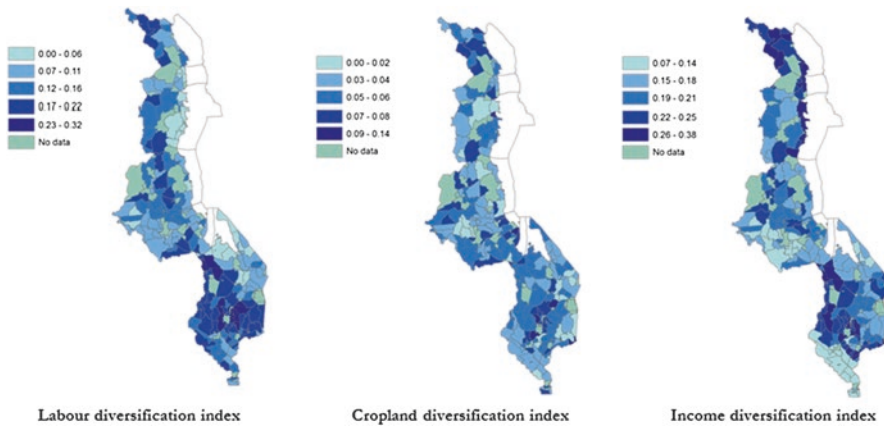 0.00 - 0.06
0.07 - 0.11
0.12 - 0.16
0.17 - 0.22
0.23 - 0.32
No data
Labour diversification index
0.00 - 0.02
0.03 - 0.04
0.05 - 0.06
0.07 - 0.08
0.09 - 0.14
No data
Cropland diversification index
0.07 - 0.14
0.15 - 0.18
0.19 - 0.21
0.22 - 0.25
0.26 - 0.38
No data
Income diversification index